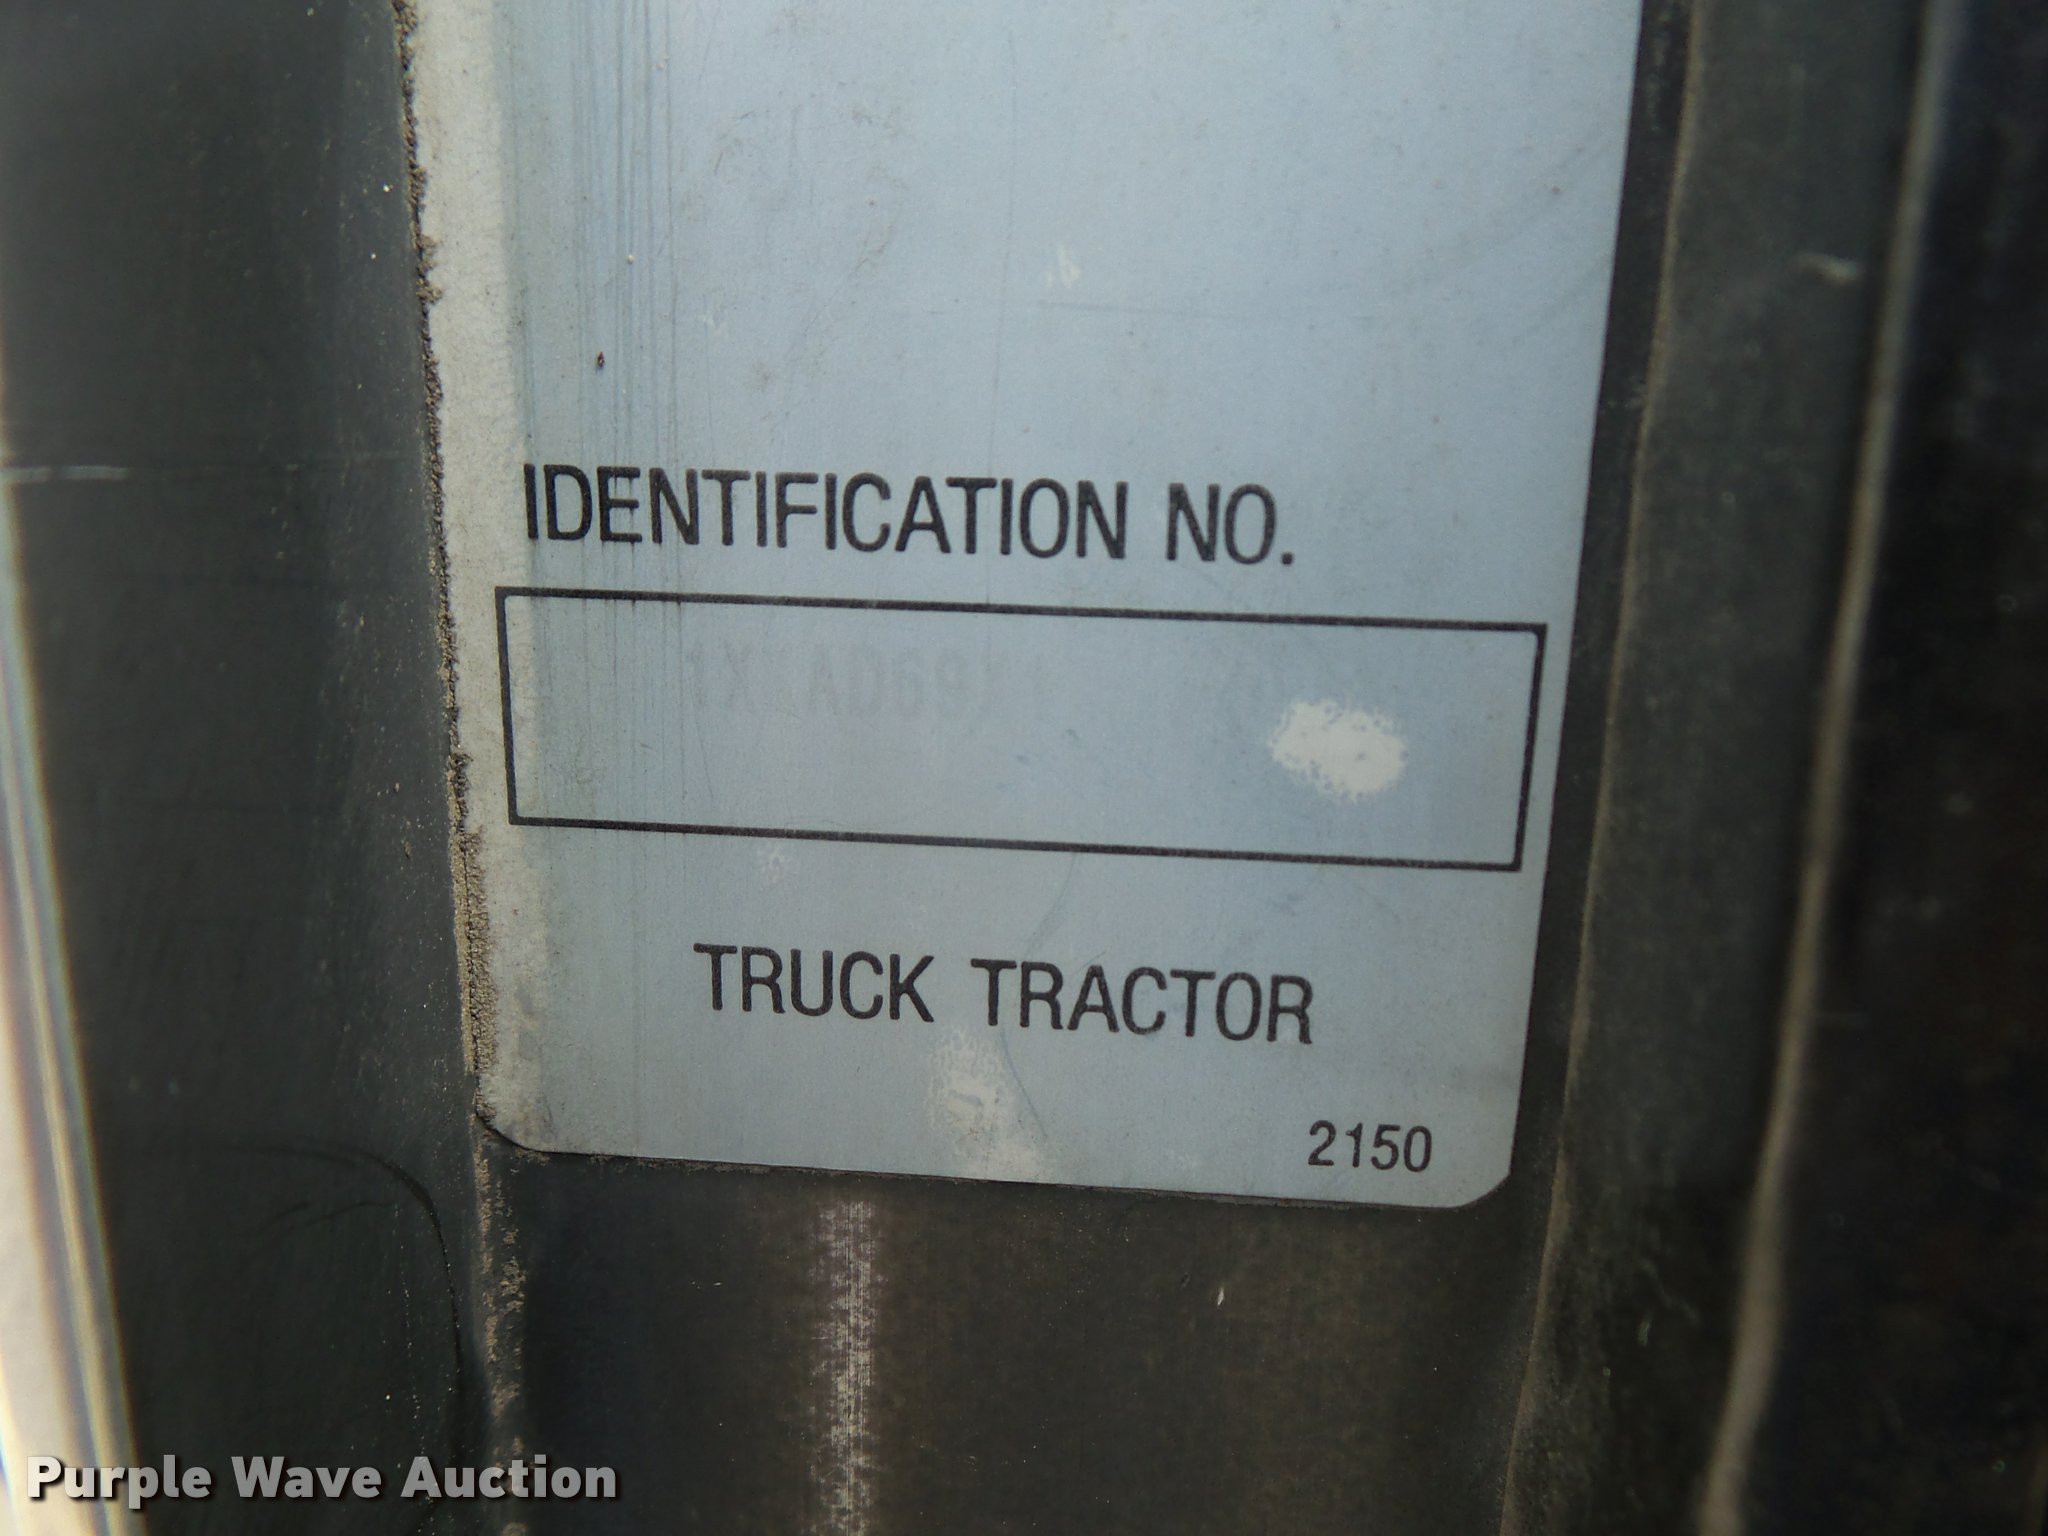 IDENTIFICATION NO.
TRUCK TRACTOR
2150
Purple Wave Auction